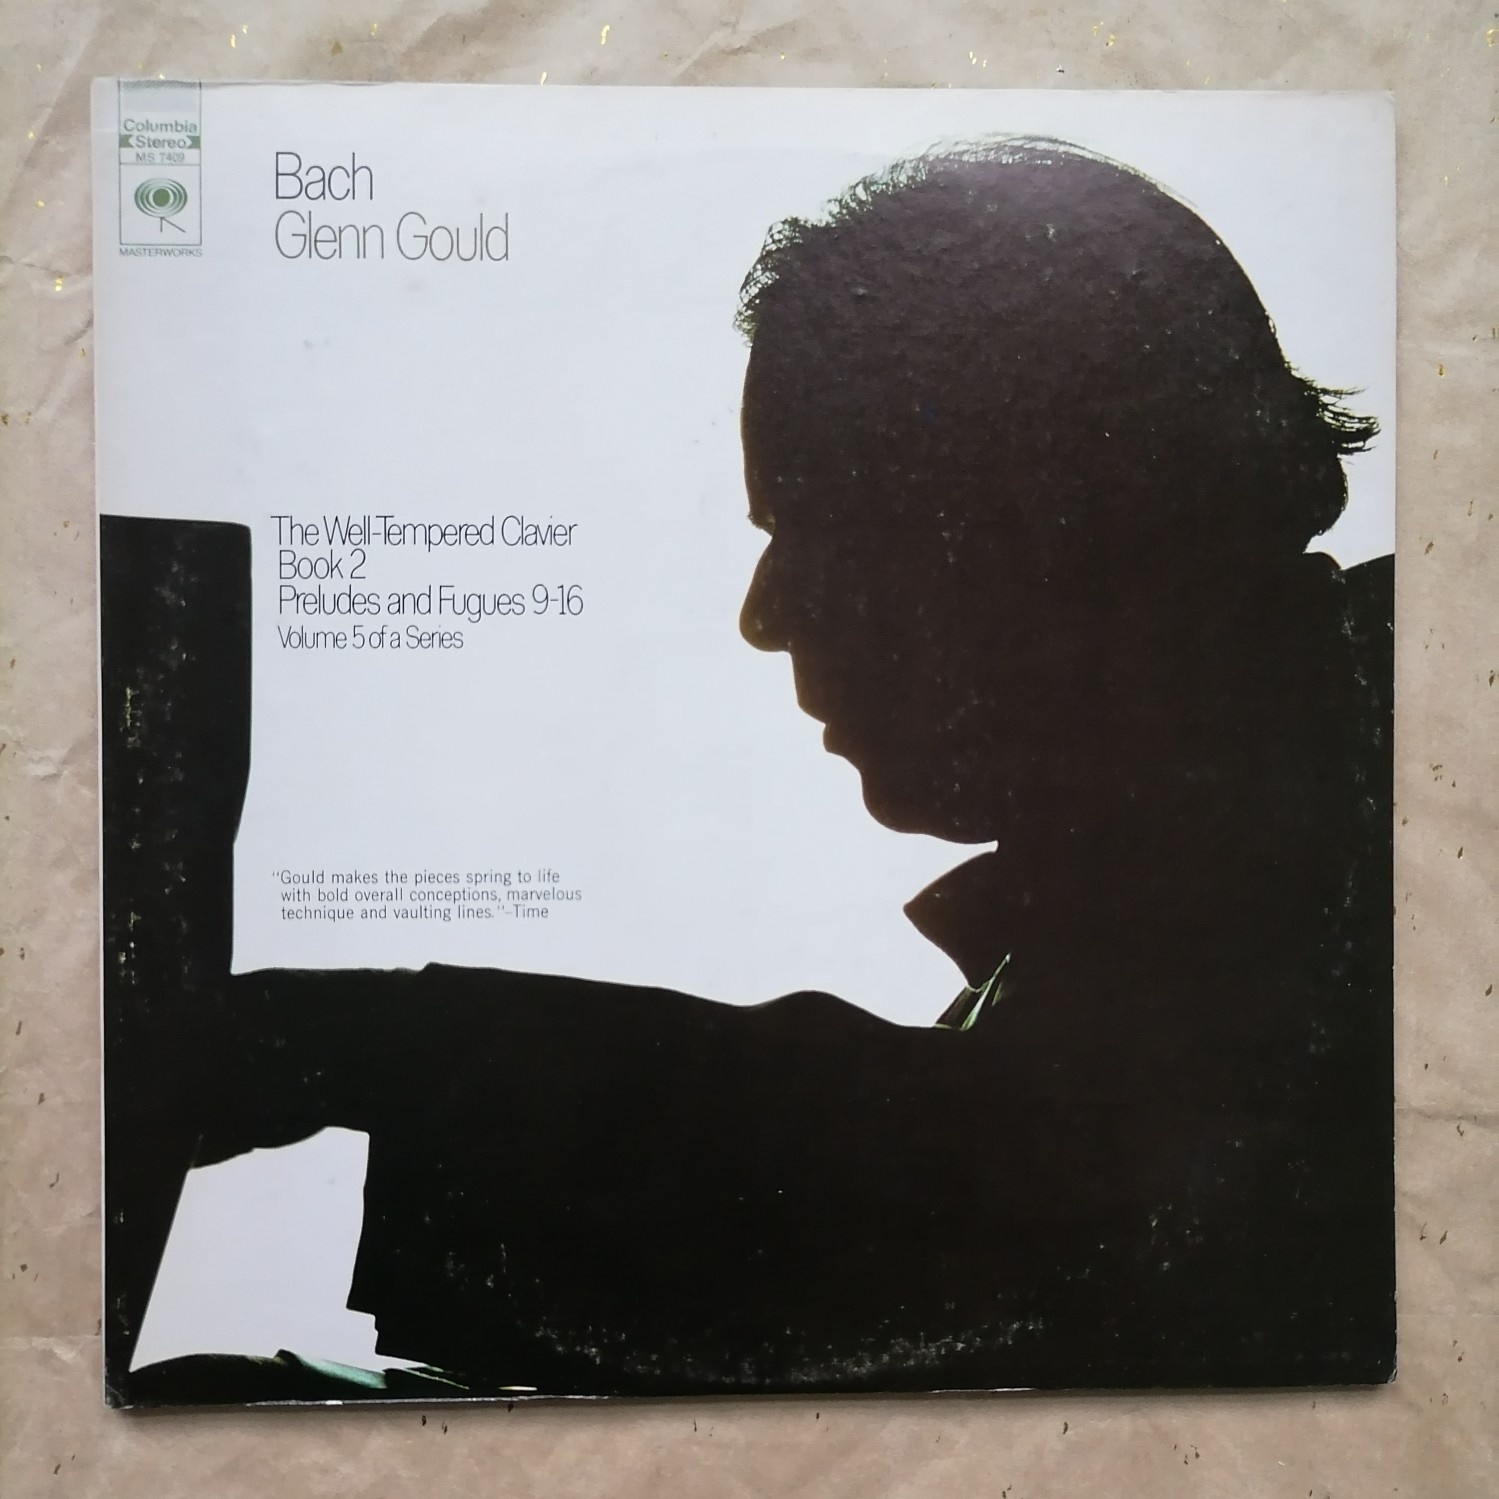 Columbia
Stereo
MS 7409
MASTERWORKS
Bach
Glenn Gould
The Well-Tempered Clavier
Book 2
Preludes and Fugues 9-16
Volume 5 of a Series
"Gould makes the pieces spring to life
with bold overall conceptions, marvelous
technique and vaulting lines."–Time